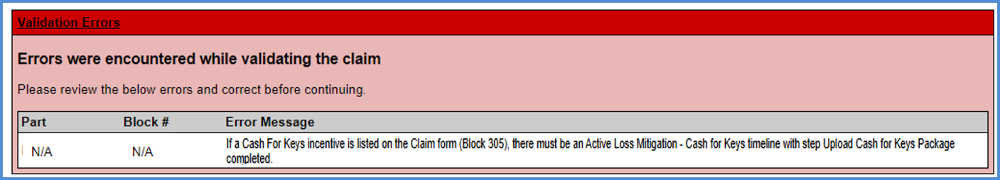 Validation Errors
Errors were encountered while validating the claim
Please review the below errors and correct before continuing.
Part Block # Error Message
N/A N/A If a Cash For Keys incentive is listed on the Claim form (Block 305), there must be an Active Loss Mitigation - Cash for Keys timeline with step Upload Cash for Keys Package
completed.